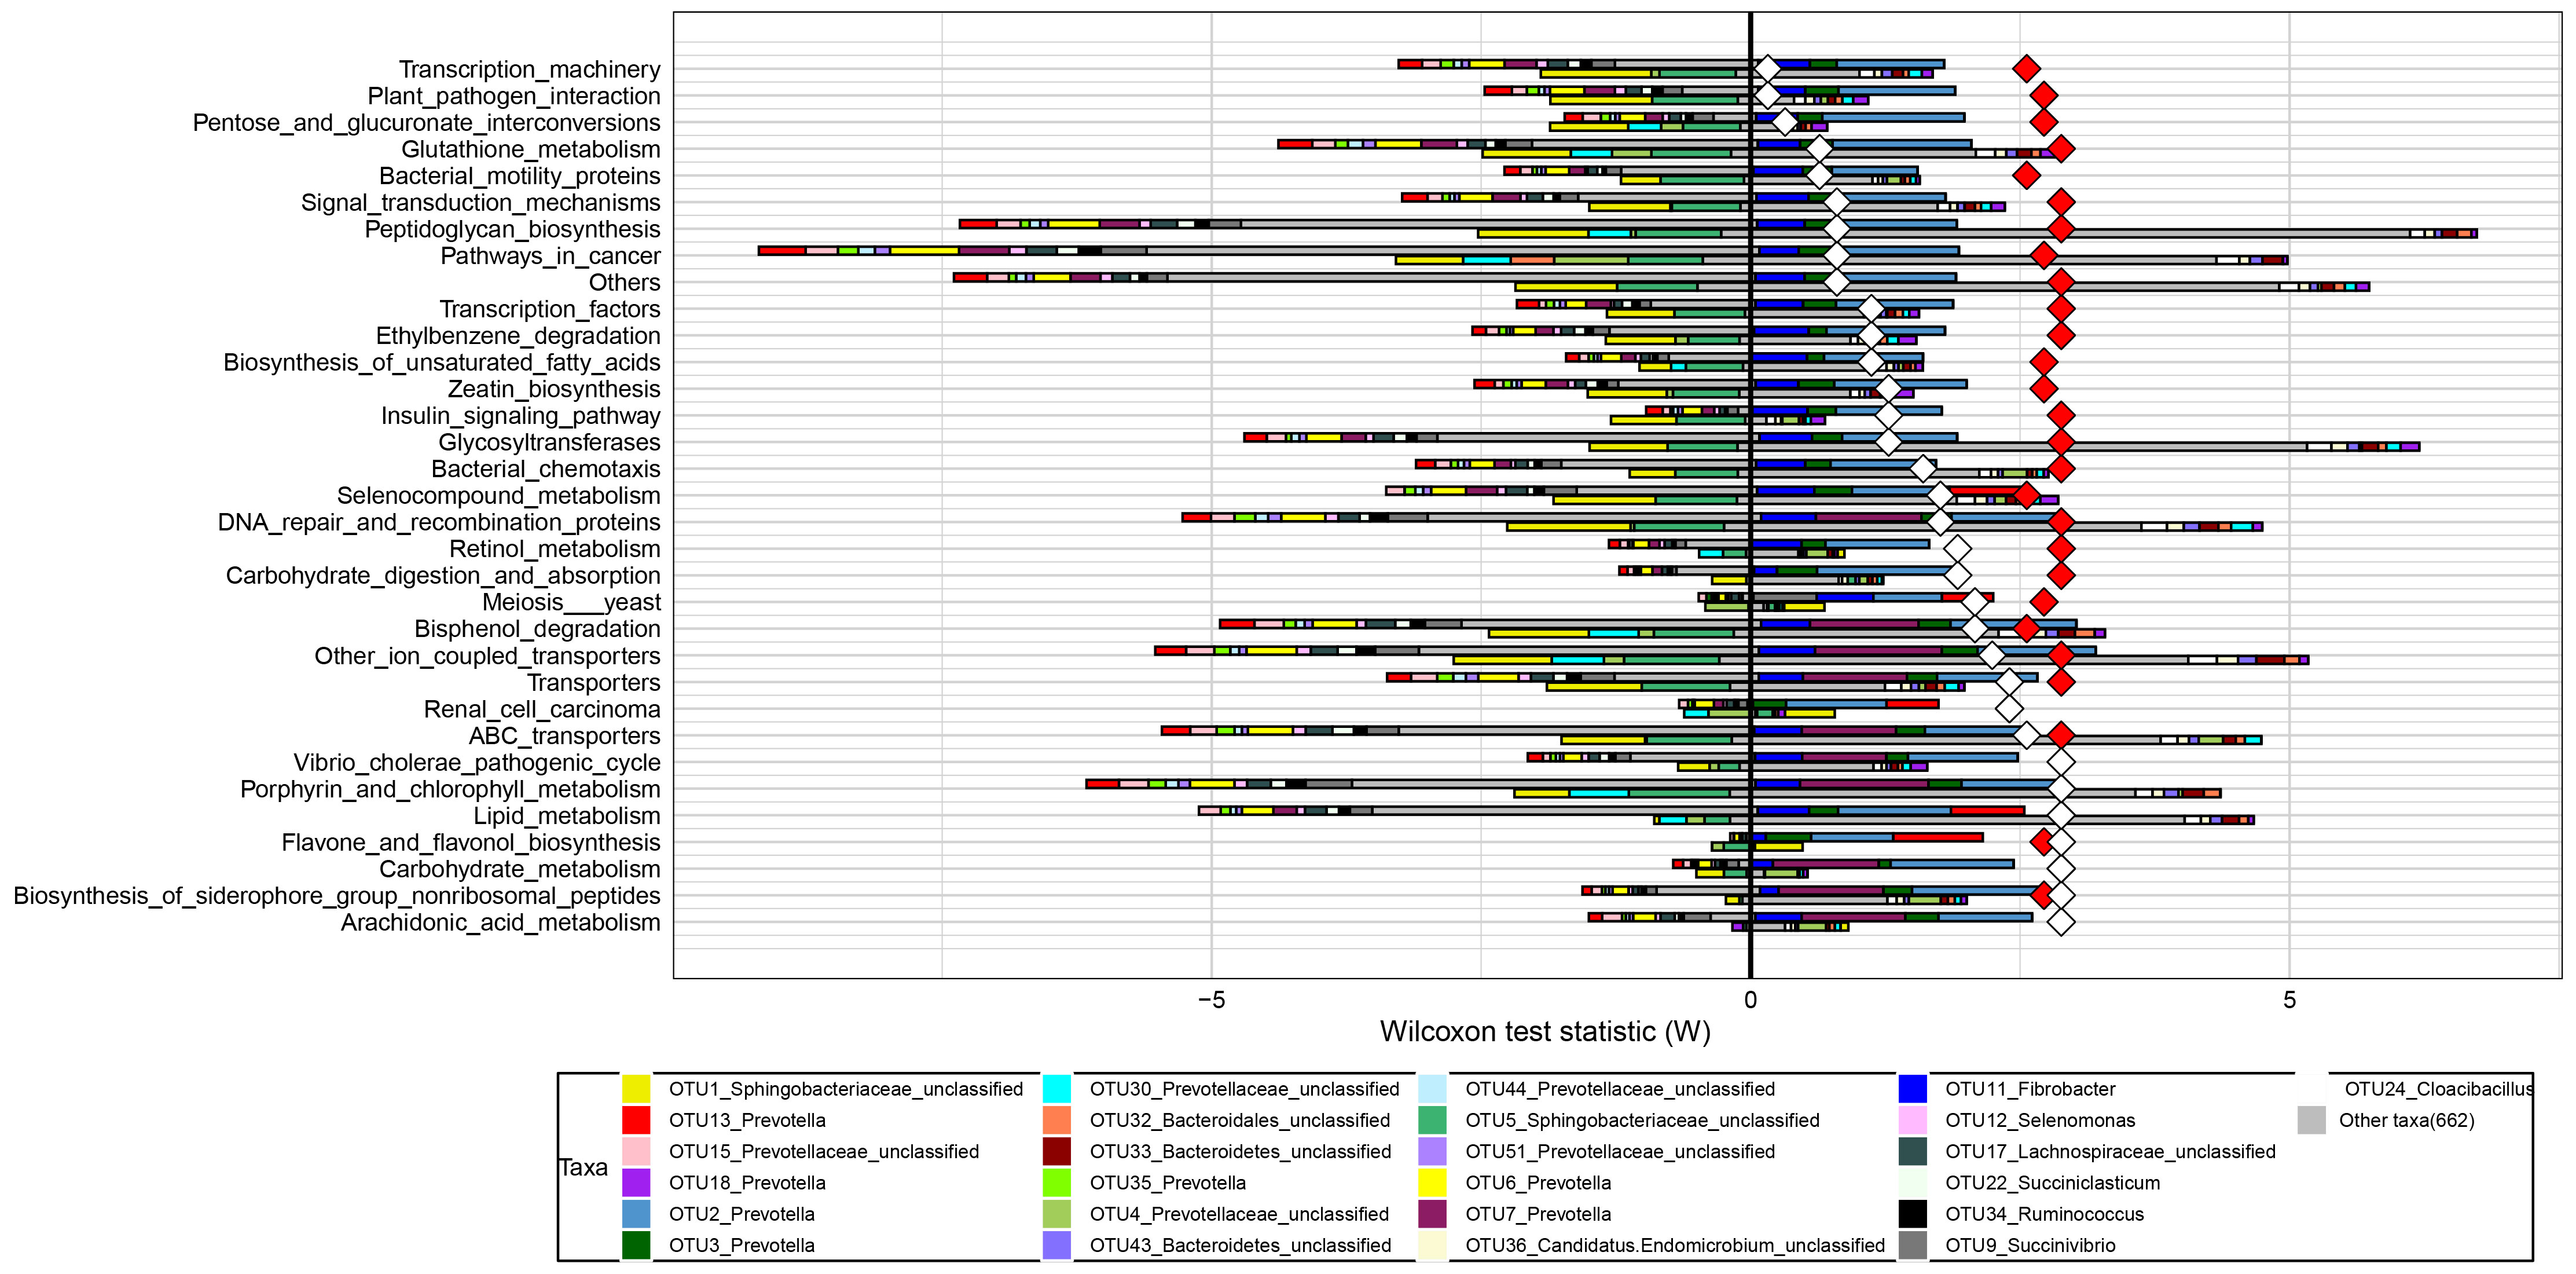 Transcription_machinery
Plant_pathogen_interaction
Pentose_and_glucuronate_interconversions
Glutathione_metabolism
Bacterial_motility_proteins
Signal_transduction_mechanisms
Peptidoglycan_biosynthesis
Pathways_in_cancer
Others
Transcription_factors
Ethylbenzene_degradation
Biosynthesis_of_unsaturated_fatty_acids
Zeatin_biosynthesis
Insulin_signaling_pathway
Glycosyltransferases
Bacterial_chemotaxis
Selenocompound_metabolism
DNA_repair_and_recombination_proteins
Retinol_metabolism
Carbohydrate_digestion_and_absorption
Meiosis___yeast
Bisphenol_degradation
Other_ion_coupled_transporters
Transporters
Renal_cell_carcinoma
ABC_transporters
Vibrio_cholerae_pathogenic_cycle
Porphyrin_and_chlorophyll_metabolism
Lipid_metabolism
Flavone_and_flavonol_biosynthesis
Carbohydrate_metabolism
Biosynthesis_of_siderophore_group_nonribosomal_peptides
Arachidonic_acid_metabolism
−5 0 5
Wilcoxon test statistic (W)
Taxa
OTU1_Sphingobacteriaceae_unclassified
OTU13_Prevotella
OTU15_Prevotellaceae_unclassified
OTU18_Prevotella
OTU2_Prevotella
OTU3_Prevotella
OTU30_Prevotellaceae_unclassified
OTU32_Bacteroidales_unclassified
OTU33_Bacteroidetes_unclassified
OTU35_Prevotella
OTU4_Prevotellaceae_unclassified
OTU43_Bacteroidetes_unclassified
OTU44_Prevotellaceae_unclassified
OTU5_Sphingobacteriaceae_unclassified
OTU51_Prevotellaceae_unclassified
OTU6_Prevotella
OTU7_Prevotella
OTU36_Candidatus.Endomicrobium_unclassified
OTU11_Fibrobacter
OTU12_Selenomonas
OTU17_Lachnospiraceae_unclassified
OTU22_Succiniclasticum
OTU34_Ruminococcus
OTU9_Succinivibrio
OTU24_Cloacibacillus
Other taxa(662)